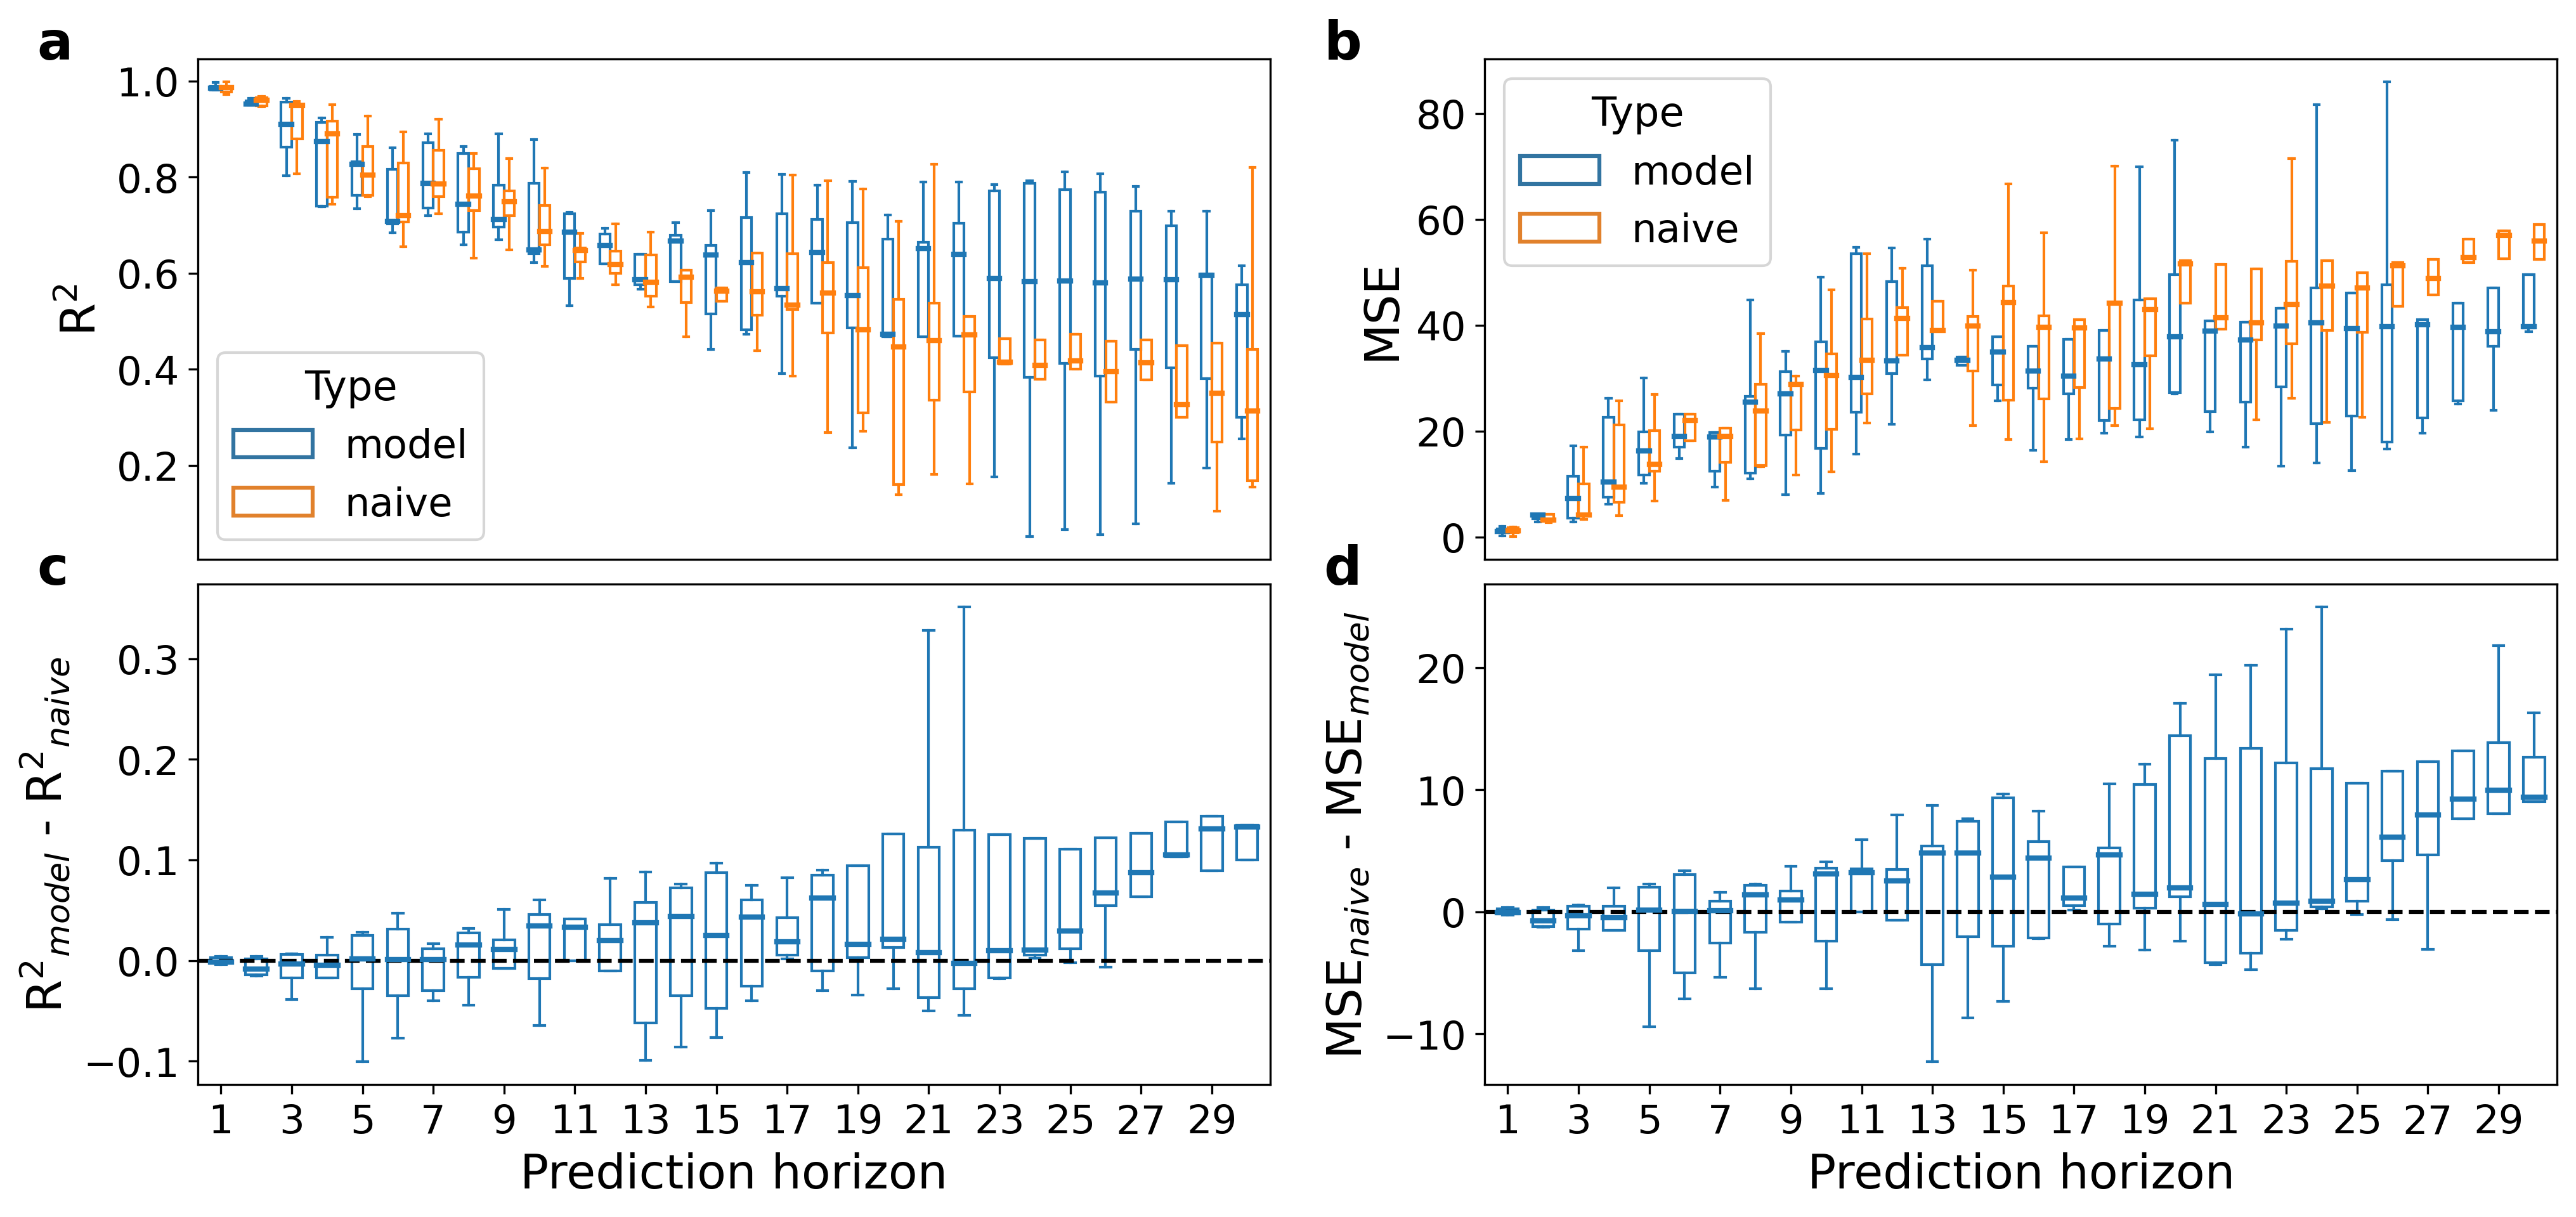 a
1.0
0.8
0.6
0.4
0.2
R²
Type
model
naive
b
80
60
40
20
0
MSE
Type
model
naive
c
0.3
0.2
0.1
0.0
−0.1
R²model - R²naive
1 3 5 7 9 11 13 15 17 19 21 23 25 27 29
Prediction horizon
d
20
10
0
−10
MSEnaive - MSEmodel
1 3 5 7 9 11 13 15 17 19 21 23 25 27 29
Prediction horizon